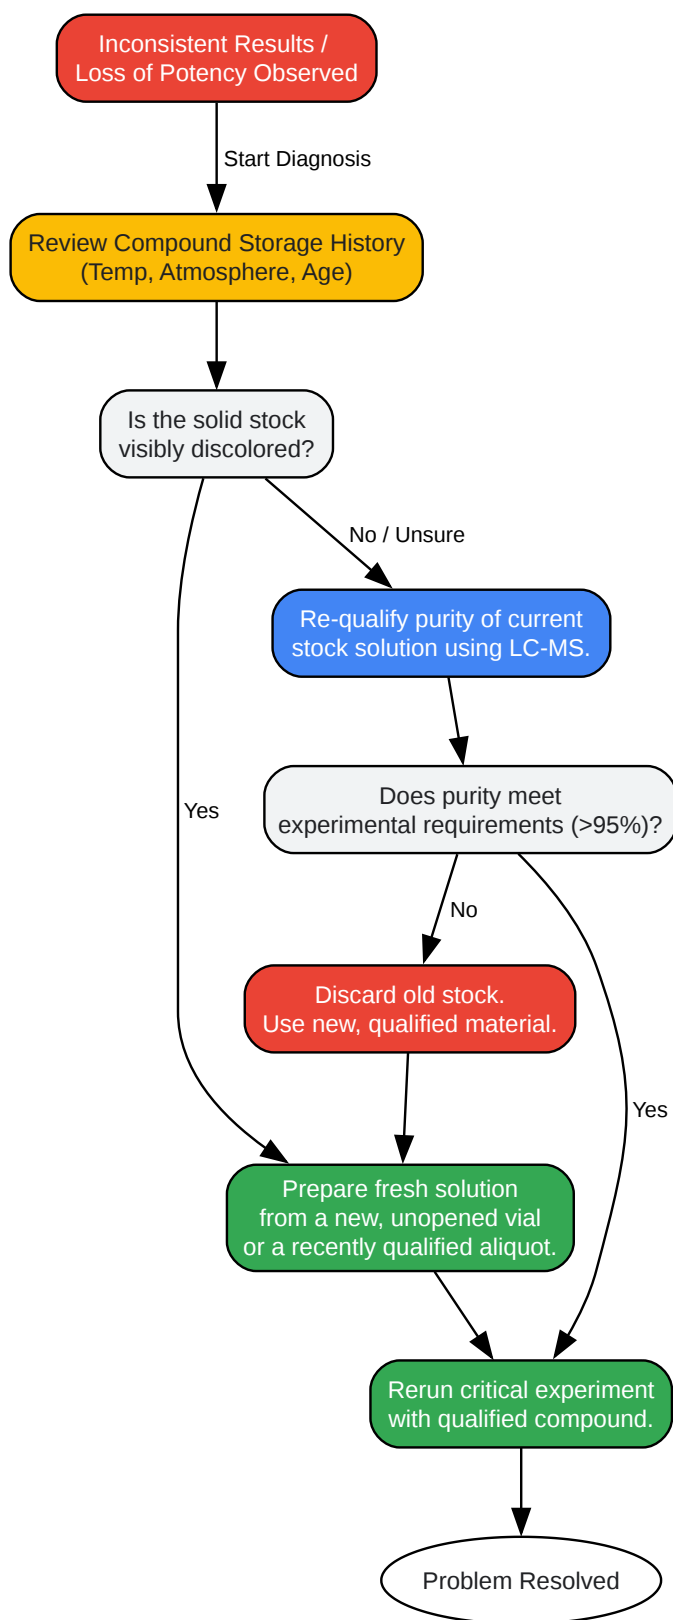 Inconsistent Results /
Loss of Potency Observed
Start Diagnosis
Review Compound Storage History
(Temp, Atmosphere, Age)
Is the solid stock
visibly discolored?
No / Unsure
Re-qualify purity of current
stock solution using LC-MS.
Does purity meet
experimental requirements (>95%)?
Yes
No
Discard old stock.
Use new, qualified material.
Yes
Prepare fresh solution
from a new, unopened vial
or a recently qualified aliquot.
Rerun critical experiment
with qualified compound.
Problem Resolved